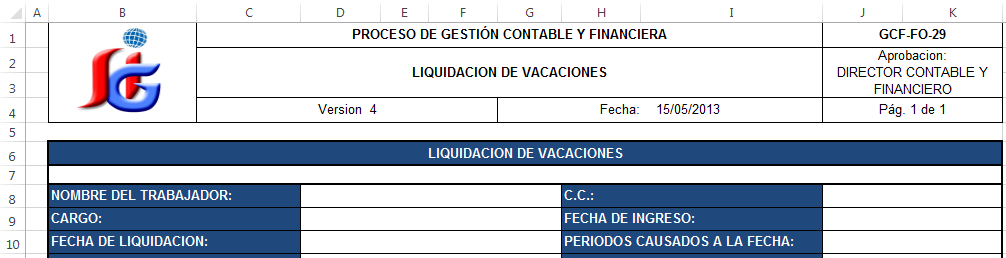 A B C D E F G H I J K
1 PROCESO DE GESTIÓN CONTABLE Y FINANCIERA GCF-FO-29
2 LIQUIDACION DE VACACIONES Aprobacion:
DIRECTOR CONTABLE Y
3 FINANCIERO
4 Version 4 Fecha: 15/05/2013 Pág. 1 de 1
5
6 LIQUIDACION DE VACACIONES
7
8 NOMBRE DEL TRABAJADOR: C.C.:
9 CARGO: FECHA DE INGRESO:
10 FECHA DE LIQUIDACION: PERIODOS CAUSADOS A LA FECHA: